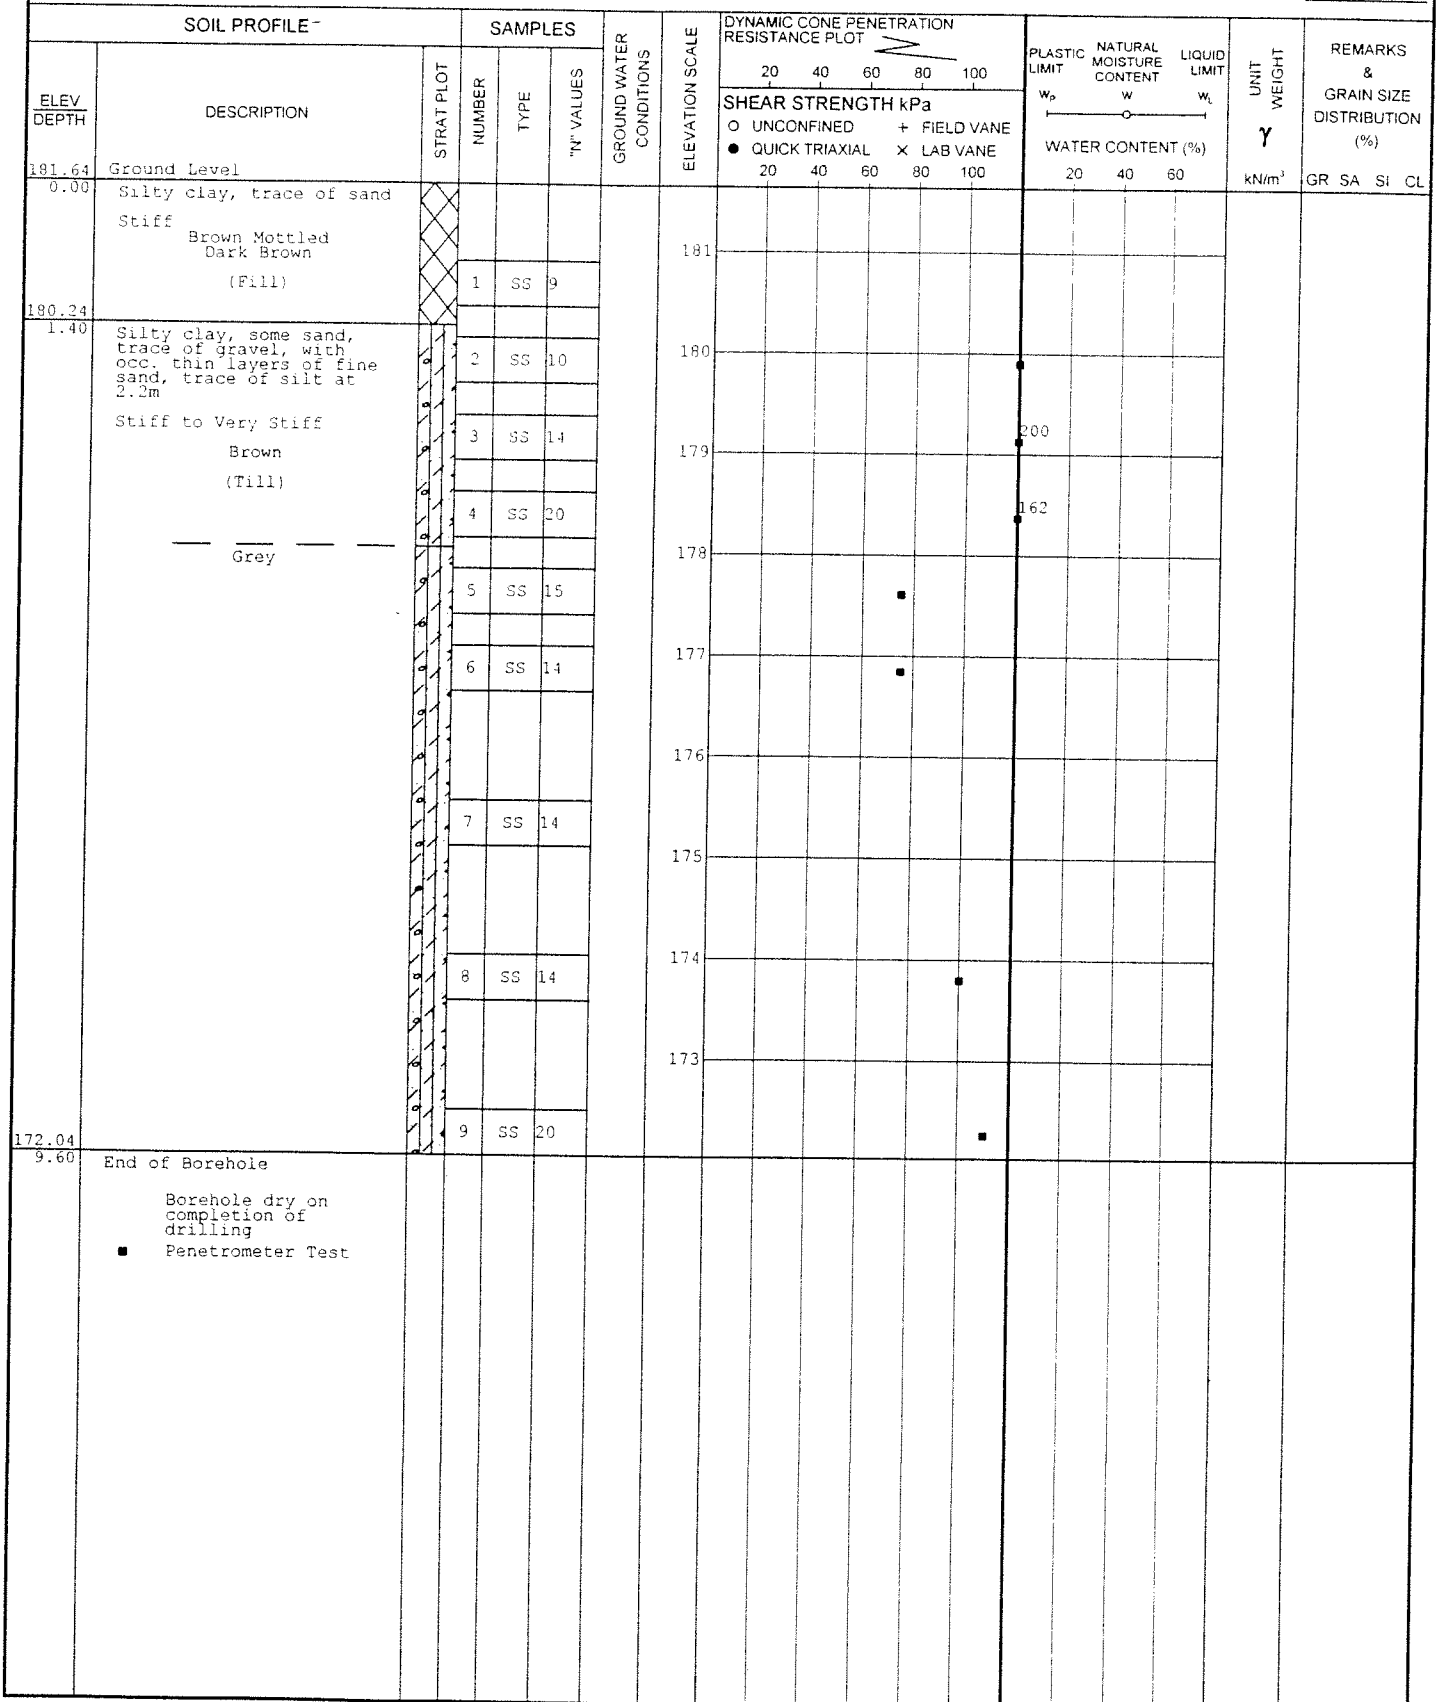 SOIL PROFILE
SAMPLES
GROUND WATER CONDITIONS
ELEVATION SCALE
DYNAMIC CONE PENETRATION
RESISTANCE PLOT
20 40 60 80 100
SHEAR STRENGTH kPa
O UNCONFINED + FIELD VANE
● QUICK TRIAXIAL × LAB VANE
20 40 60 80 100
PLASTIC LIMIT
NATURAL MOISTURE CONTENT
LIQUID LIMIT
Wp W WL
WATER CONTENT (%)
20 40 60
UNIT WEIGHT
γ
kN/m³
REMARKS
&
GRAIN SIZE
DISTRIBUTION
(%)
GR SA SI CL
ELEV
DEPTH
DESCRIPTION
STRAT PLOT
NUMBER
TYPE
"N" VALUES
181.64 Ground Level
0.00 Silty clay, trace of sand
Stiff
Brown Mottled
Dark Brown
(Fill)
181
1 SS 9
180.24
1.40 Silty clay, some sand,
trace of gravel, with
occ. thin layers of fine
sand, trace of silt at
2.2m
180
2 SS 10
Stiff to Very Stiff
Brown
(Till)
3 SS 14
200
179
4 SS 20
162
Grey
178
5 SS 15
177
6 SS 14
176
7 SS 14
175
174
8 SS 14
173
9 SS 20
172.04
9.60 End of Borehole
Borehole dry on
completion of
drilling
■ Penetrometer Test